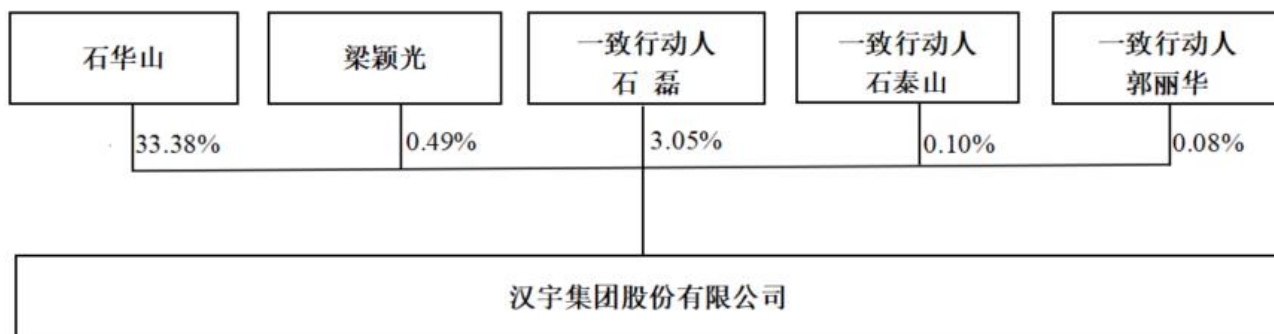 石华山
梁颖光
一致行动人
石 磊
一致行动人
石泰山
一致行动人
郭丽华
33.38%
0.49%
3.05%
0.10%
0.08%
汉宇集团股份有限公司